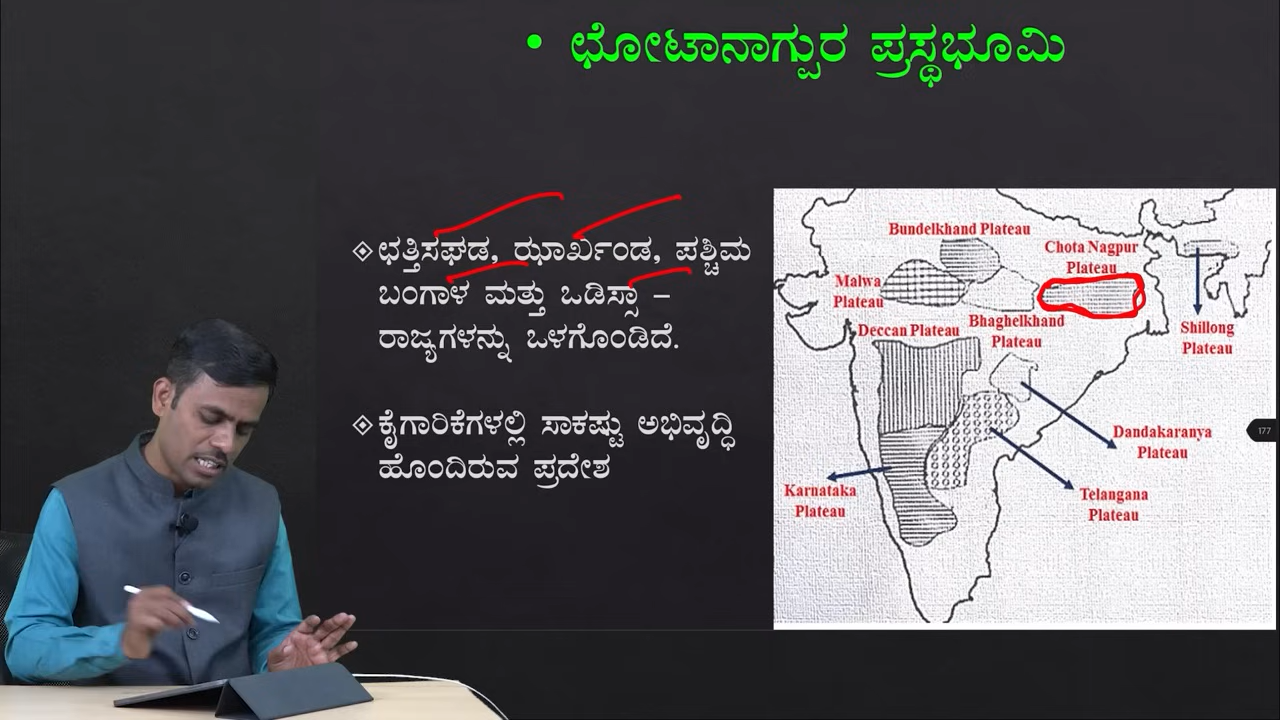 • ಛೋಟಾನಾಗ್ಪುರ ಪ್ರಸ್ಥಭೂಮಿ
ಛತ್ತಿಸಘಡ, ಝಾರ್ಖಂಡ, ಪಶ್ಚಿಮ
ಬಂಗಾಳ ಮತ್ತು ಒಡಿಸ್ಸಾ –
ರಾಜ್ಯಗಳನ್ನು ಒಳಗೊಂಡಿದೆ.
ಕೈಗಾರಿಕೆಗಳಲ್ಲಿ ಸಾಕಷ್ಟು ಅಭಿವೃದ್ಧಿ
ಹೊಂದಿರುವ ಪ್ರದೇಶ
Bundelkhand Plateau
Chota Nagpur
Plateau
Malwa
Plateau
Deccan Plateau
Bhaghelkhand
Plateau
Shillong
Plateau
Dandakaranya
Plateau
Karnataka
Plateau
Telangana
Plateau
177